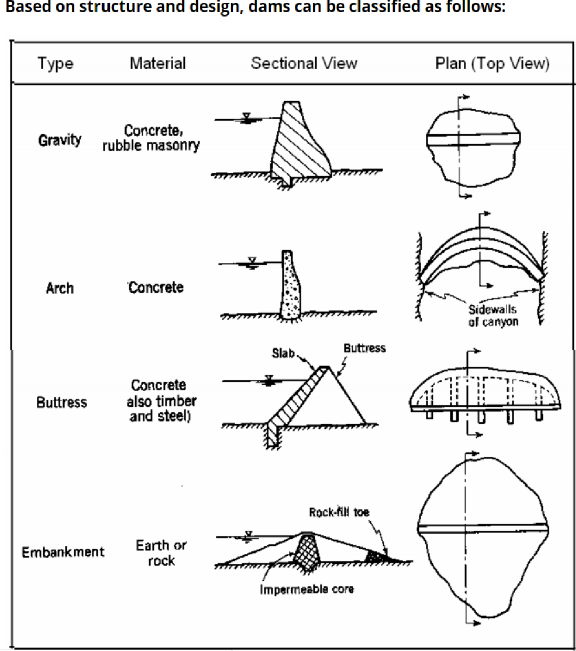 Based on structure and design, dams can be classified as follows:
Type Material Sectional View Plan (Top View)
Gravity
Concrete,
rubble masonry
Arch
Concrete
Sidewalls
of canyon
Slab
Buttress
Buttress
Concrete
also timber
and steel)
Rock-fill toe
Embankment
Earth or
rock
Impermeable core